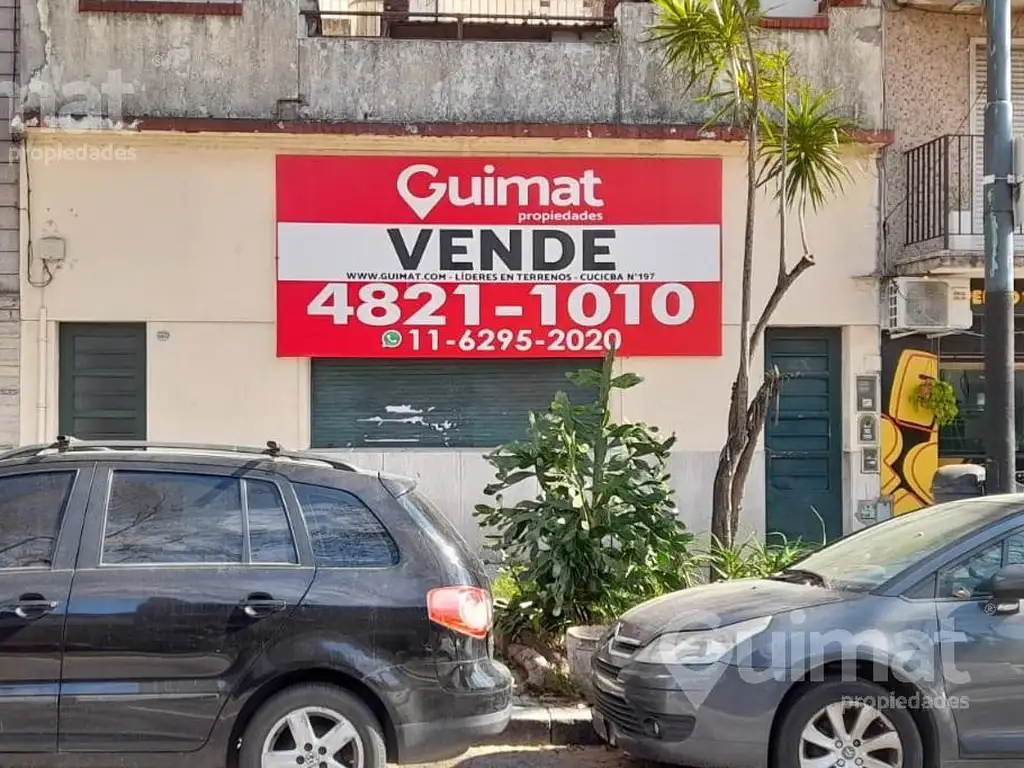 Guimat
propiedades
VENDE
WWW.GUIMAT.COM - LÍDERES EN TERRENOS - CUCICBA N°197
4821-1010
11-6295-2020
mat®
propiedades
Guimat®
propiedades